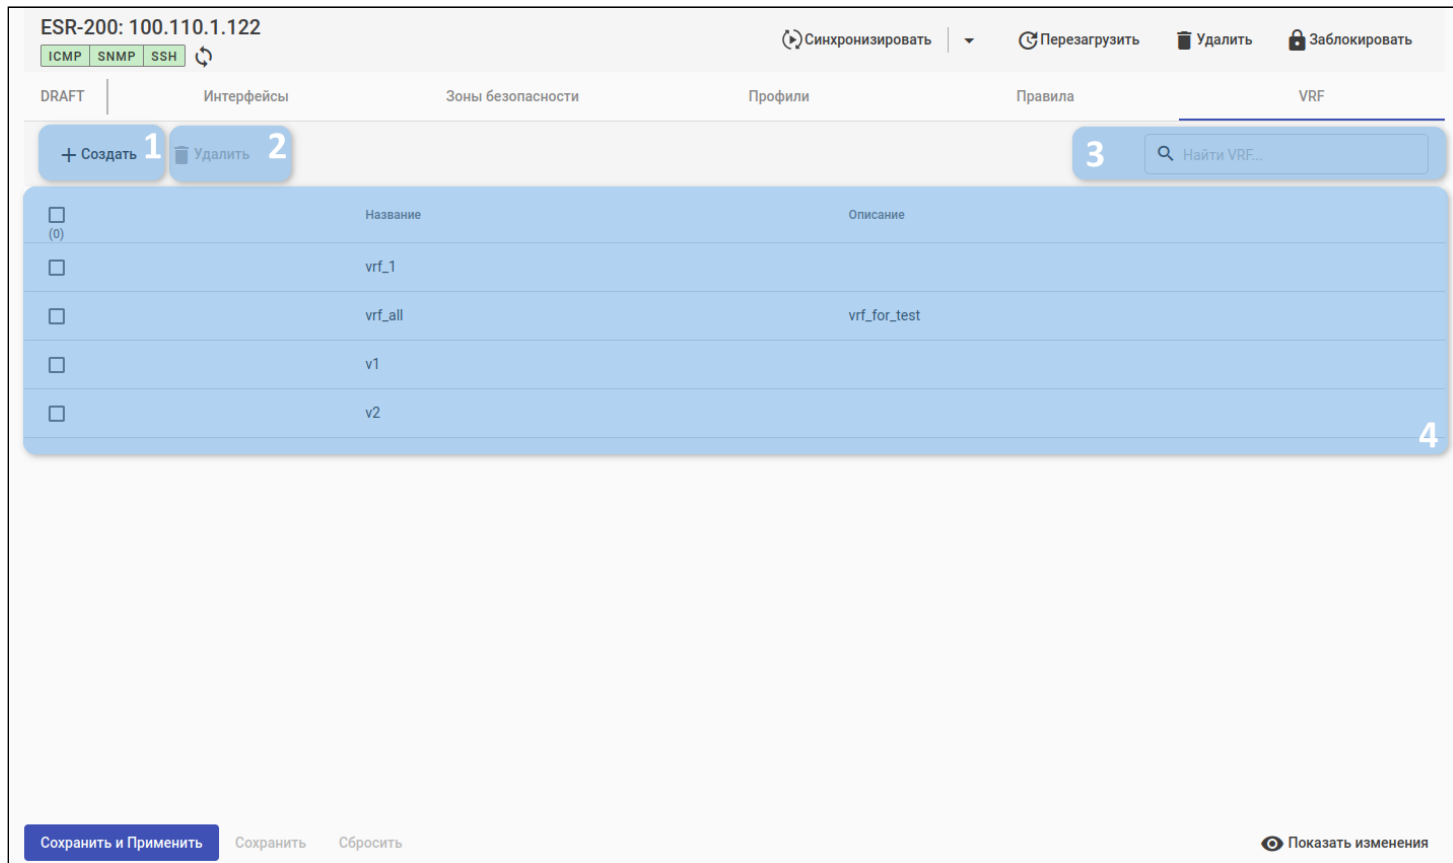 ESR-200: 100.110.1.122
ICMP SNMP SSH
Синхронизировать Перезагрузить Удалить Заблокировать
DRAFT Интерфейсы Зоны безопасности Профили Правила VRF
+ Создать 1 Удалить 2 3 Найти VRF...
Название Описание
(0)
vrf_1
vrf_all vrf_for_test
v1
v2
4
Сохранить и Применить Сохранить Сбросить Показать изменения